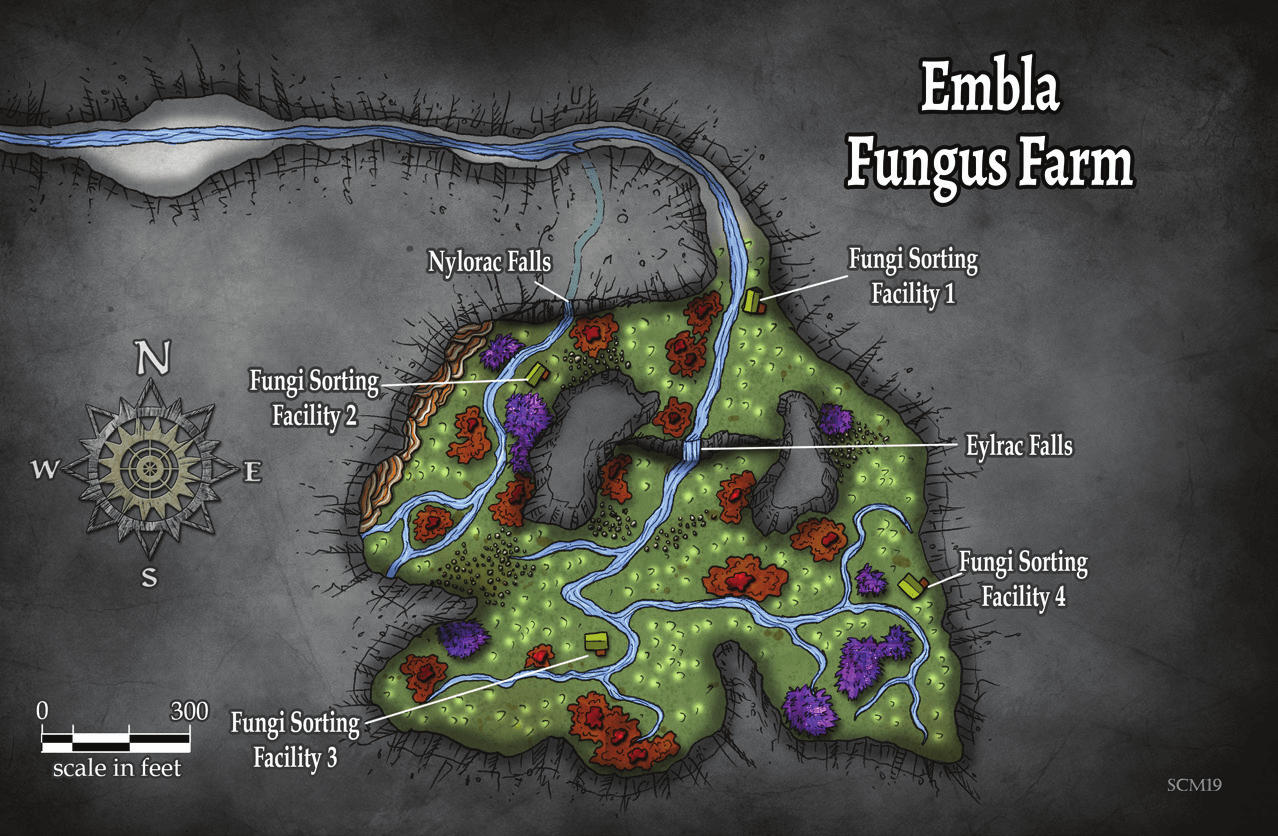 Embla
Fungus Farm
Nylorac Falls
Fungi Sorting
Facility 1
N
Fungi Sorting
Facility 2
W
E
Eylrac Falls
S
Fungi Sorting
Facility 4
0
300
scale in feet
Fungi Sorting
Facility 3
SCM19